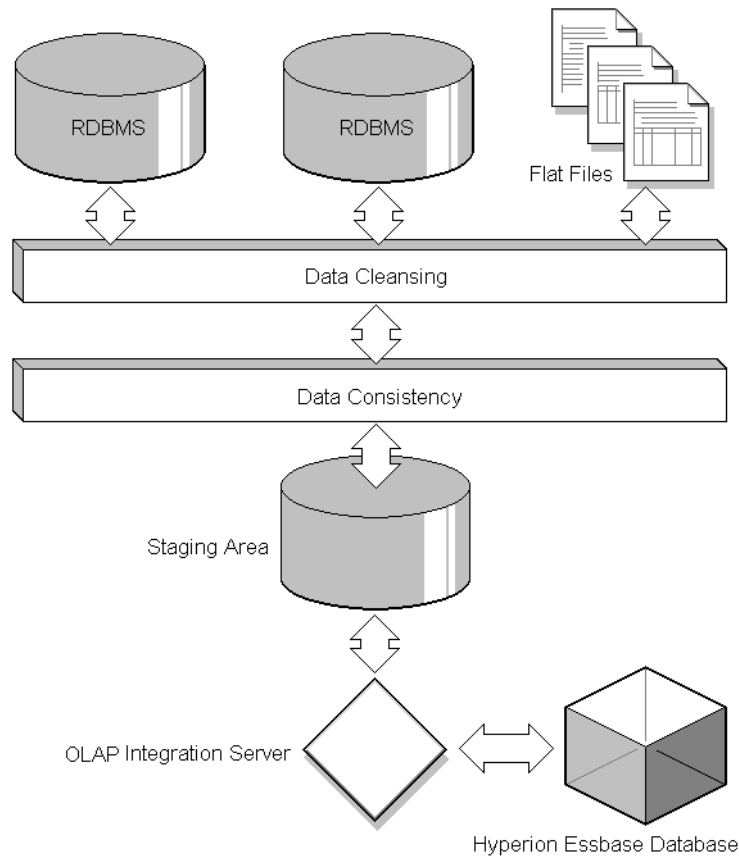 RDBMS
RDBMS
Flat Files
Data Cleansing
Data Consistency
Staging Area
OLAP Integration Server
Hyperion Essbase Database